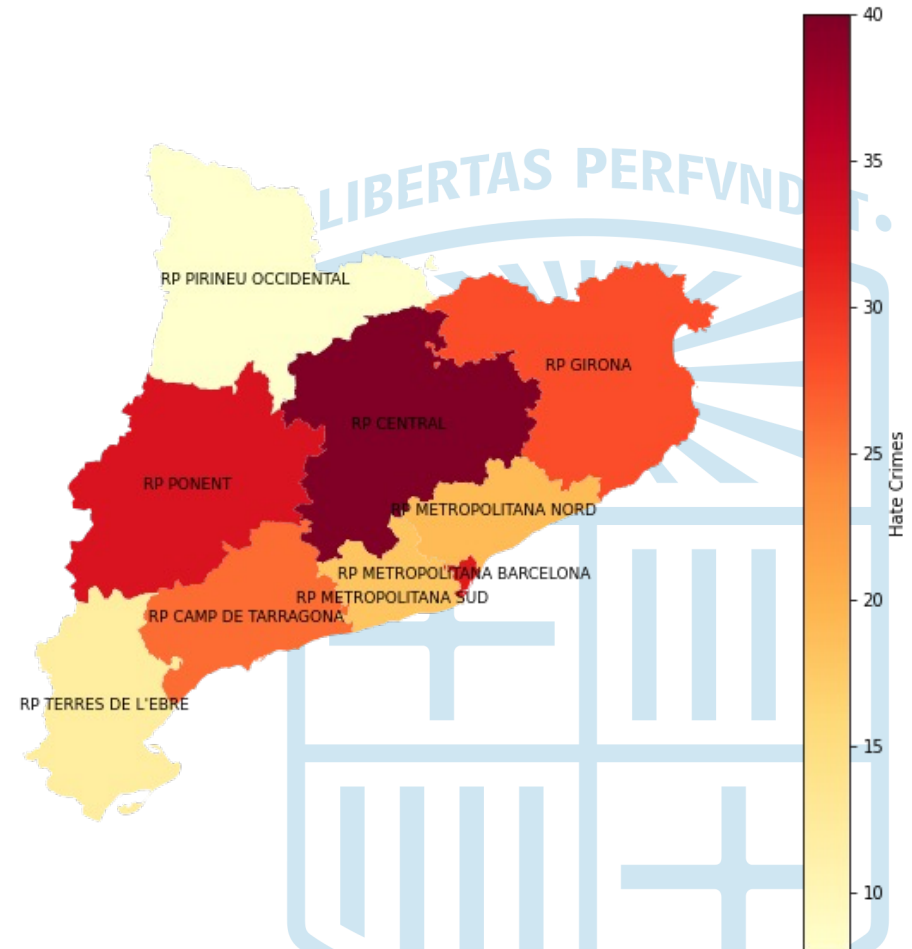 LIBERTAS PERFVND T.
RP PIRINEU OCCIDENTAL
RP GIRONA
RP CENTRAL
RP PONENT
RP METROPOLITANA NORD
RP METROPOLITANA BARCELONA
RP METROPOLITANA SUD
RP CAMP DE TARRAGONA
RP TERRES DE L'EBRE
40
35
30
25
20
15
10
Hate Crimes